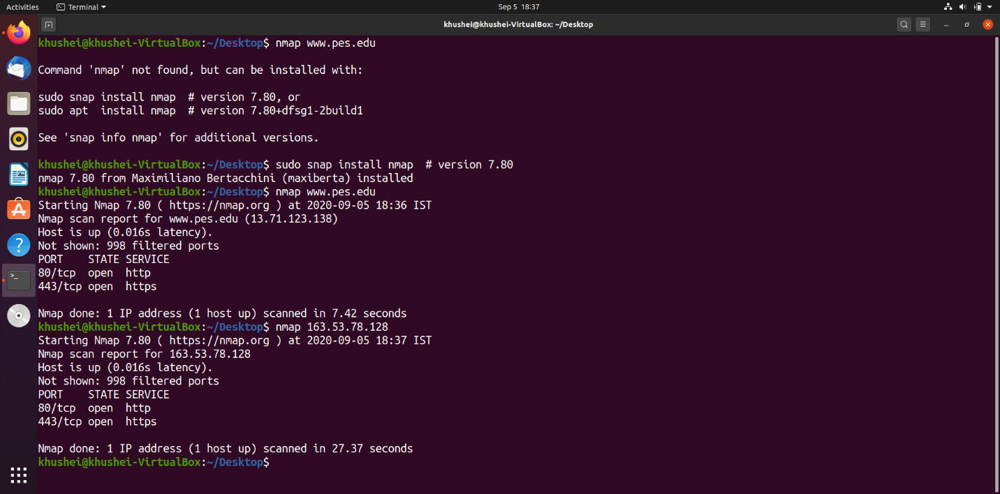 Activities
Terminal
Sep 5 18:37
khushei@khushei-VirtualBox: ~/Desktop
khushei@khushei-VirtualBox:~/Desktop$ nmap www.pes.edu
Command 'nmap' not found, but can be installed with:
sudo snap install nmap  # version 7.80, or
sudo apt  install nmap  # version 7.80+dfsg1-2build1
See 'snap info nmap' for additional versions.
khushei@khushei-VirtualBox:~/Desktop$ sudo snap install nmap  # version 7.80
nmap 7.80 from Maximiliano Bertacchini (maxiberta) installed
khushei@khushei-VirtualBox:~/Desktop$ nmap www.pes.edu
Starting Nmap 7.80 ( https://nmap.org ) at 2020-09-05 18:36 IST
Nmap scan report for www.pes.edu (13.71.123.138)
Host is up (0.016s latency).
Not shown: 998 filtered ports
PORT    STATE SERVICE
80/tcp  open  http
443/tcp open  https
Nmap done: 1 IP address (1 host up) scanned in 7.42 seconds
khushei@khushei-VirtualBox:~/Desktop$ nmap 163.53.78.128
Starting Nmap 7.80 ( https://nmap.org ) at 2020-09-05 18:37 IST
Nmap scan report for 163.53.78.128
Host is up (0.016s latency).
Not shown: 998 filtered ports
PORT    STATE SERVICE
80/tcp  open  http
443/tcp open  https
Nmap done: 1 IP address (1 host up) scanned in 27.37 seconds
khushei@khushei-VirtualBox:~/Desktop$